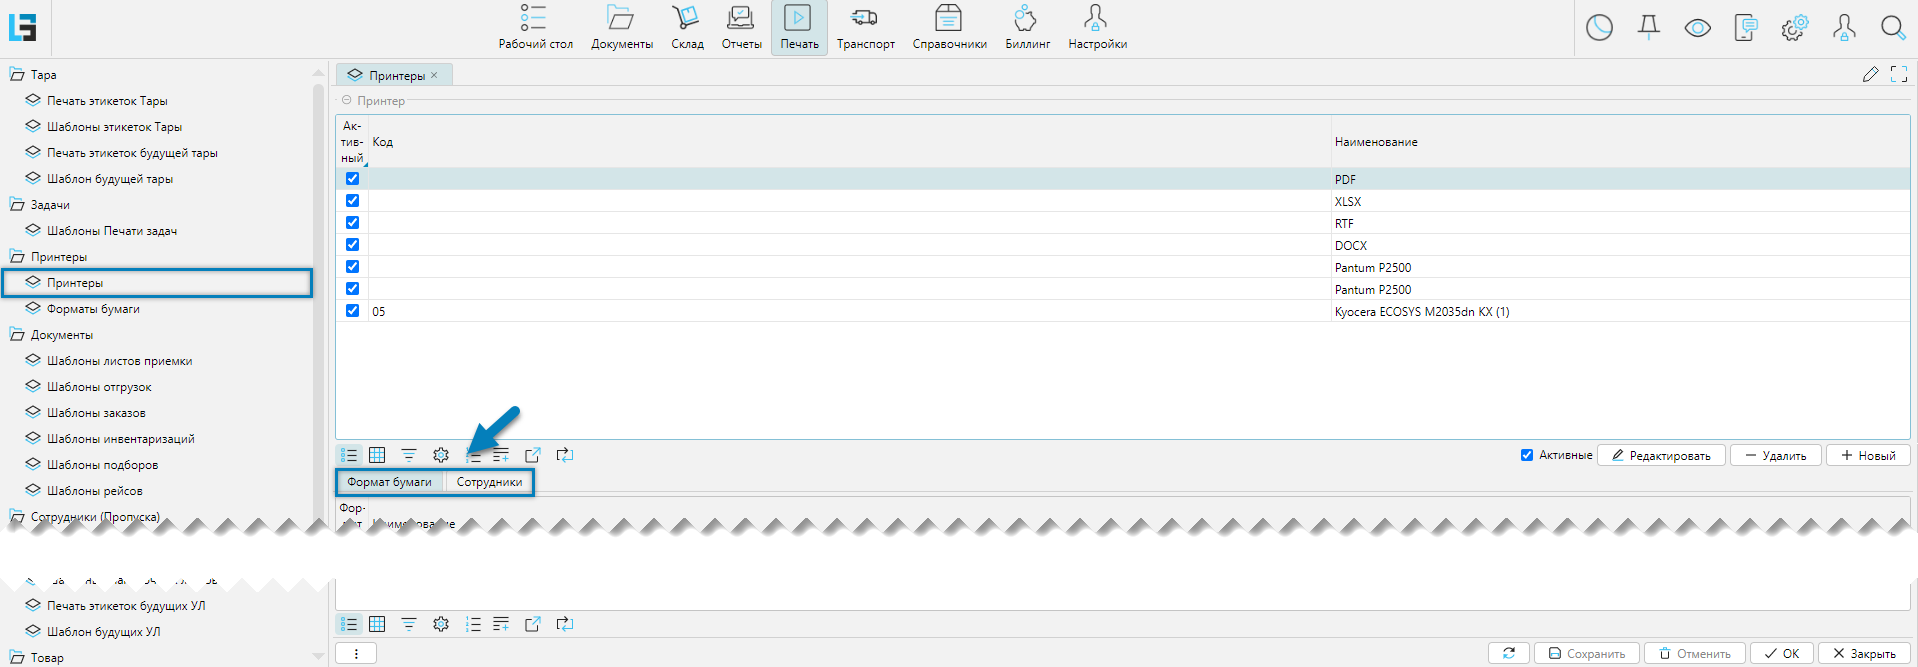 Рабочий стол
Документы
Склад
Отчеты
Печать
Транспорт
Справочники
Биллинг
Настройки
Тара
Печать этикеток Тары
Шаблоны этикеток Тары
Печать этикеток будущей тары
Шаблон будущей тары
Задачи
Шаблоны Печати задач
Принтеры
Принтеры
Форматы бумаги
Документы
Шаблоны листов приемки
Шаблоны отгрузок
Шаблоны заказов
Шаблоны инвентаризаций
Шаблоны подборов
Шаблоны рейсов
Сотрудники (Пропуска)
Печать этикеток будущих УЛ
Шаблон будущих УЛ
Товар
Принтеры ×
Принтер
Ак-
тив-
ный
Код
Наименование
PDF
XLSX
RTF
DOCX
Pantum P2500
Pantum P2500
05 Kyocera ECOSYS M2035dn KX (1)
Активные
Редактировать
Удалить
Новый
Формат бумаги
Сотрудники
Фор-
Наименование
Сохранить
Отменить
OK
Закрыть